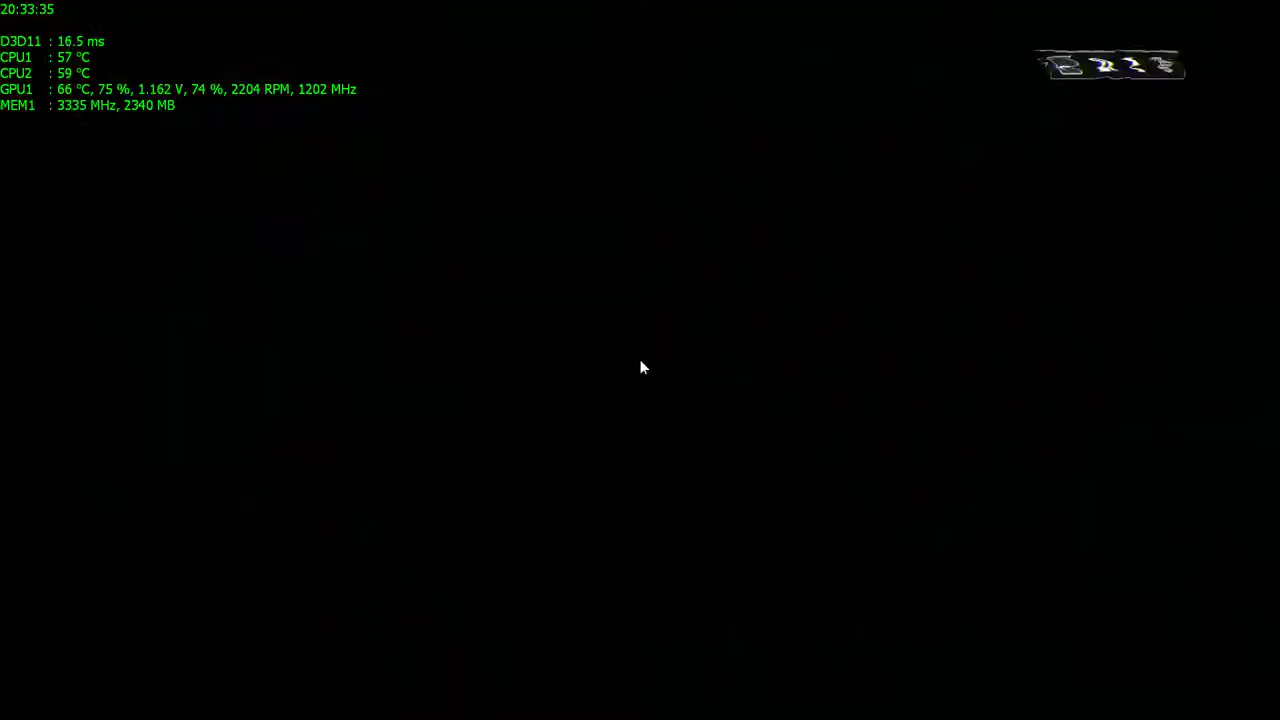 20:33:35
D3D11 : 16.5 ms
CPU1 : 57 °C
CPU2 : 59 °C
GPU1 : 66 °C, 75 %, 1.162 V, 74 %, 2204 RPM, 1202 MHz
MEM1 : 3335 MHz, 2340 MB